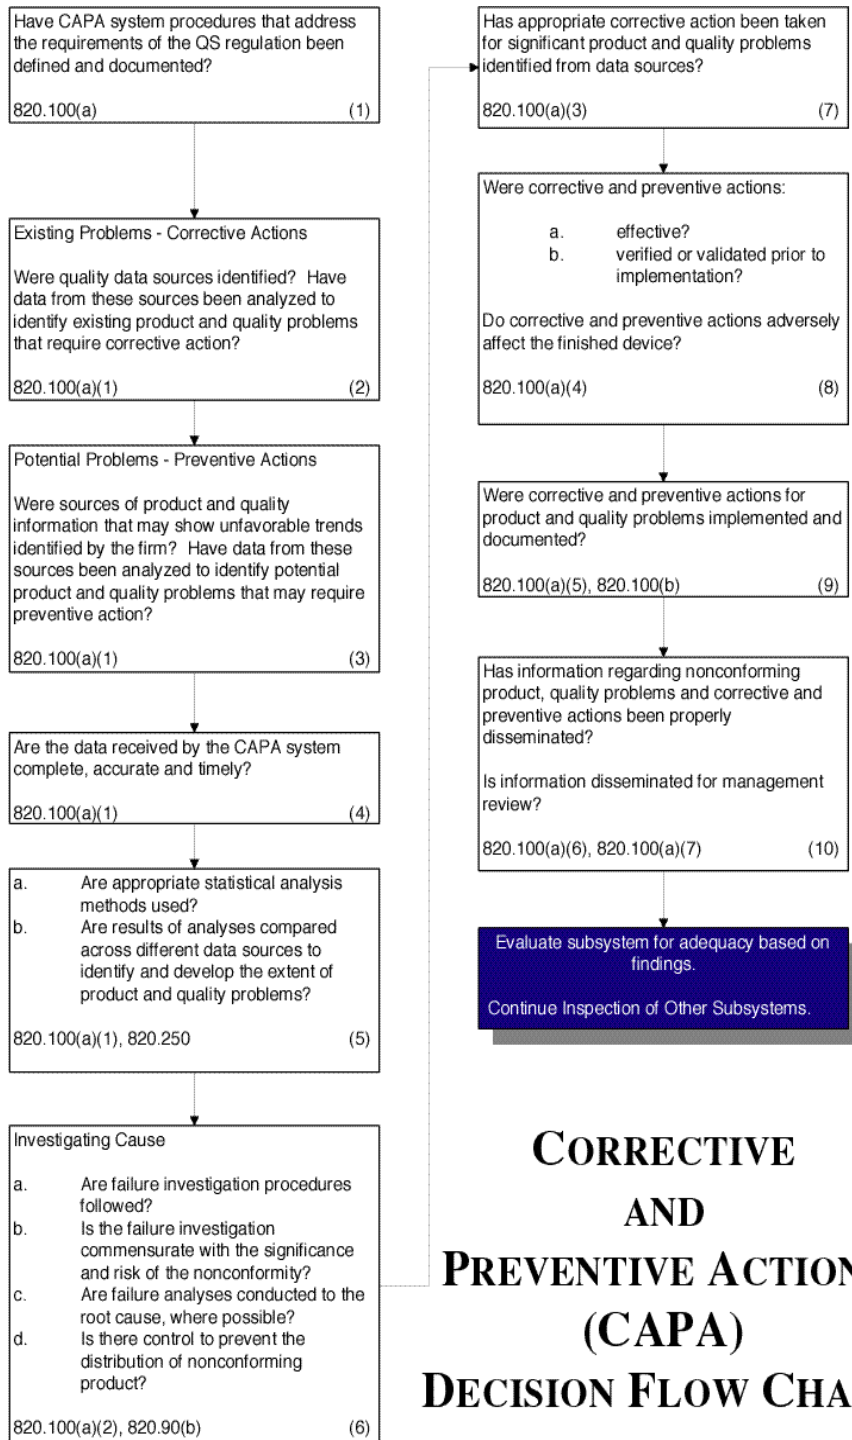 Have CAPA system procedures that address
the requirements of the QS regulation been
defined and documented?
820.100(a) (1)
Existing Problems - Corrective Actions
Were quality data sources identified?  Have
data from these sources been analyzed to
identify existing product and quality problems
that require corrective action?
820.100(a)(1) (2)
Potential Problems - Preventive Actions
Were sources of product and quality
information that may show unfavorable trends
identified by the firm?  Have data from these
sources been analyzed to identify potential
product and quality problems that may require
preventive action?
820.100(a)(1) (3)
Are the data received by the CAPA system
complete, accurate and timely?
820.100(a)(1) (4)
a. Are appropriate statistical analysis
methods used?
b. Are results of analyses compared
across different data sources to
identify and develop the extent of
product and quality problems?
820.100(a)(1), 820.250 (5)
Investigating Cause
a. Are failure investigation procedures
followed?
b. Is the failure investigation
commensurate with the significance
and risk of the nonconformity?
c. Are failure analyses conducted to the
root cause, where possible?
d. Is there control to prevent the
distribution of nonconforming
product?
820.100(a)(2), 820.90(b) (6)
Has appropriate corrective action been taken
for significant product and quality problems
identified from data sources?
820.100(a)(3) (7)
Were corrective and preventive actions:
a. effective?
b. verified or validated prior to
implementation?
Do corrective and preventive actions adversely
affect the finished device?
820.100(a)(4) (8)
Were corrective and preventive actions for
product and quality problems implemented and
documented?
820.100(a)(5), 820.100(b) (9)
Has information regarding nonconforming
product, quality problems and corrective and
preventive actions been properly
disseminated?
Is information disseminated for management
review?
820.100(a)(6), 820.100(a)(7) (10)
Evaluate subsystem for adequacy based on
findings.
Continue Inspection of Other Subsystems.
CORRECTIVE
AND
PREVENTIVE ACTION
(CAPA)
DECISION FLOW CHA